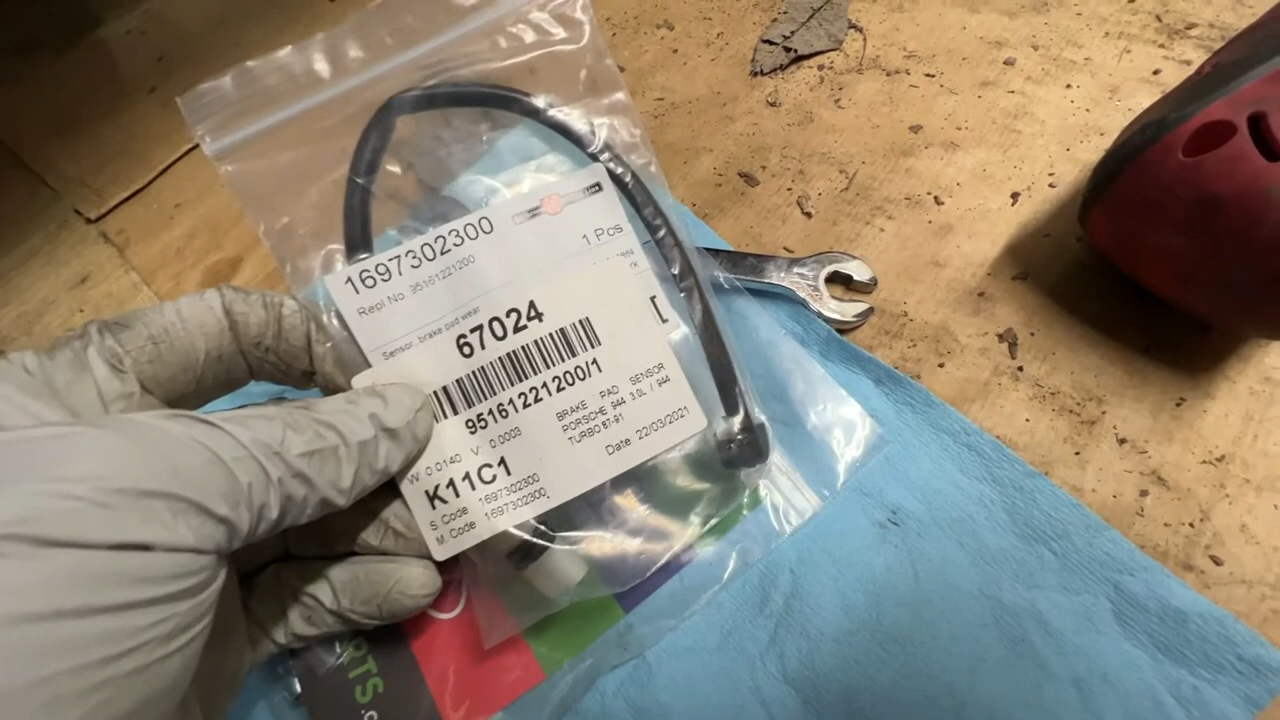 1697302300
1 Pcs
Repl No. 95161221200
Sensor, brake pad wear
67024
95161221200/1
W: 0.0140 V: 0.0003
BRAKE PAD SENSOR
PORSCHE 944 3.0L / 944
TURBO 87-91
K11C1
Date: 22/03/2021
S. Code 1697302300
M. Code 1697302300